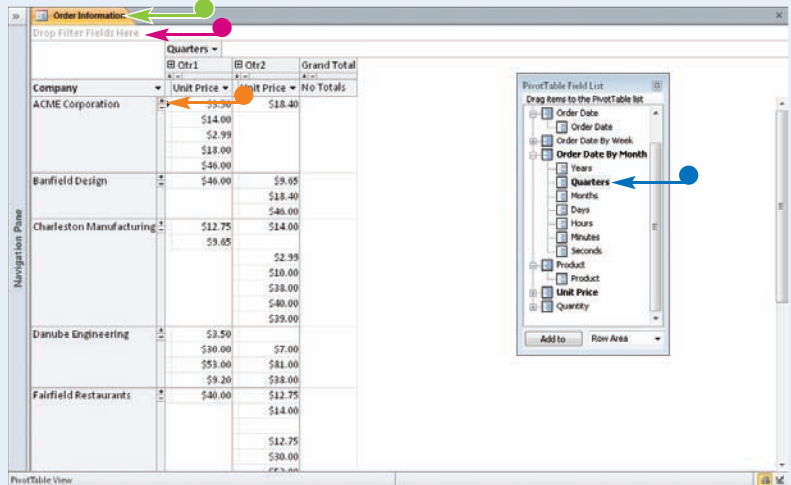 Order Information
Drop Filter Fields Here
Quarters
Qtr1 Qtr2 Grand Total
Company Unit Price Unit Price No Totals
ACME Corporation $3.50 $18.40
$14.00
$2.99
$18.00
$46.00
Banfield Design $46.00 $9.65
$18.40
$46.00
Charleston Manufacturing $12.75 $14.00
$9.65
$2.99
$10.00
$38.00
$40.00
$39.00
Danube Engineering $3.50
$30.00 $7.00
$53.00 $81.00
$9.20 $38.00
Fairfield Restaurants $40.00 $12.75
$14.00
$12.75
$30.00
Navigation Pane
PivotTable Field List
Drag items to the PivotTable list
Order Date
Order Date
Order Date By Week
Order Date By Month
Years
Quarters
Months
Days
Hours
Minutes
Seconds
Product
Product
Unit Price
Quantity
Add to Row Area
PivotTable View